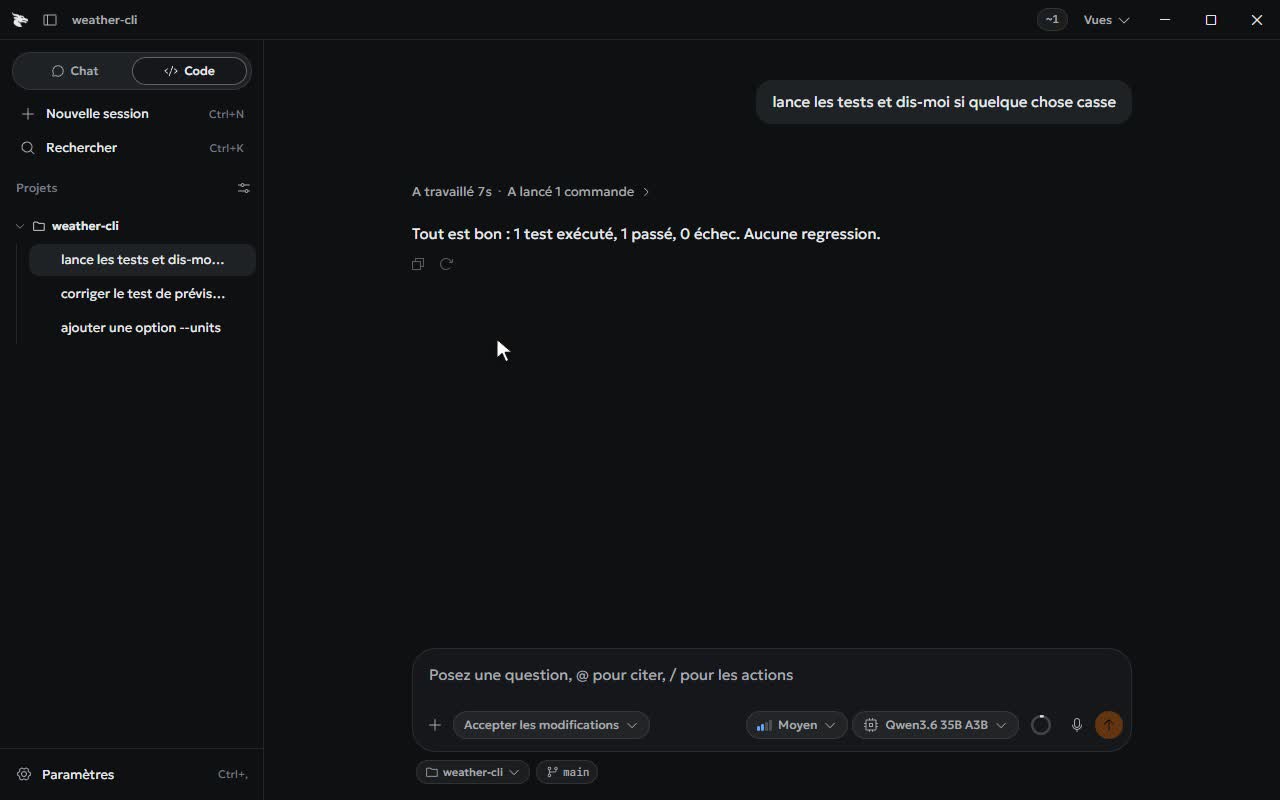 weather-cli
~1
Vues
Chat
Code
Nouvelle session
Ctrl+N
Rechercher
Ctrl+K
Projets
weather-cli
lance les tests et dis-mo...
corriger le test de prévis...
ajouter une option --units
Paramètres
Ctrl+,
lance les tests et dis-moi si quelque chose casse
A travaillé 7s · A lancé 1 commande
Tout est bon : 1 test exécuté, 1 passé, 0 échec. Aucune regression.
Posez une question, @ pour citer, / pour les actions
Accepter les modifications
Moyen
Qwen3.6 35B A3B
weather-cli
main